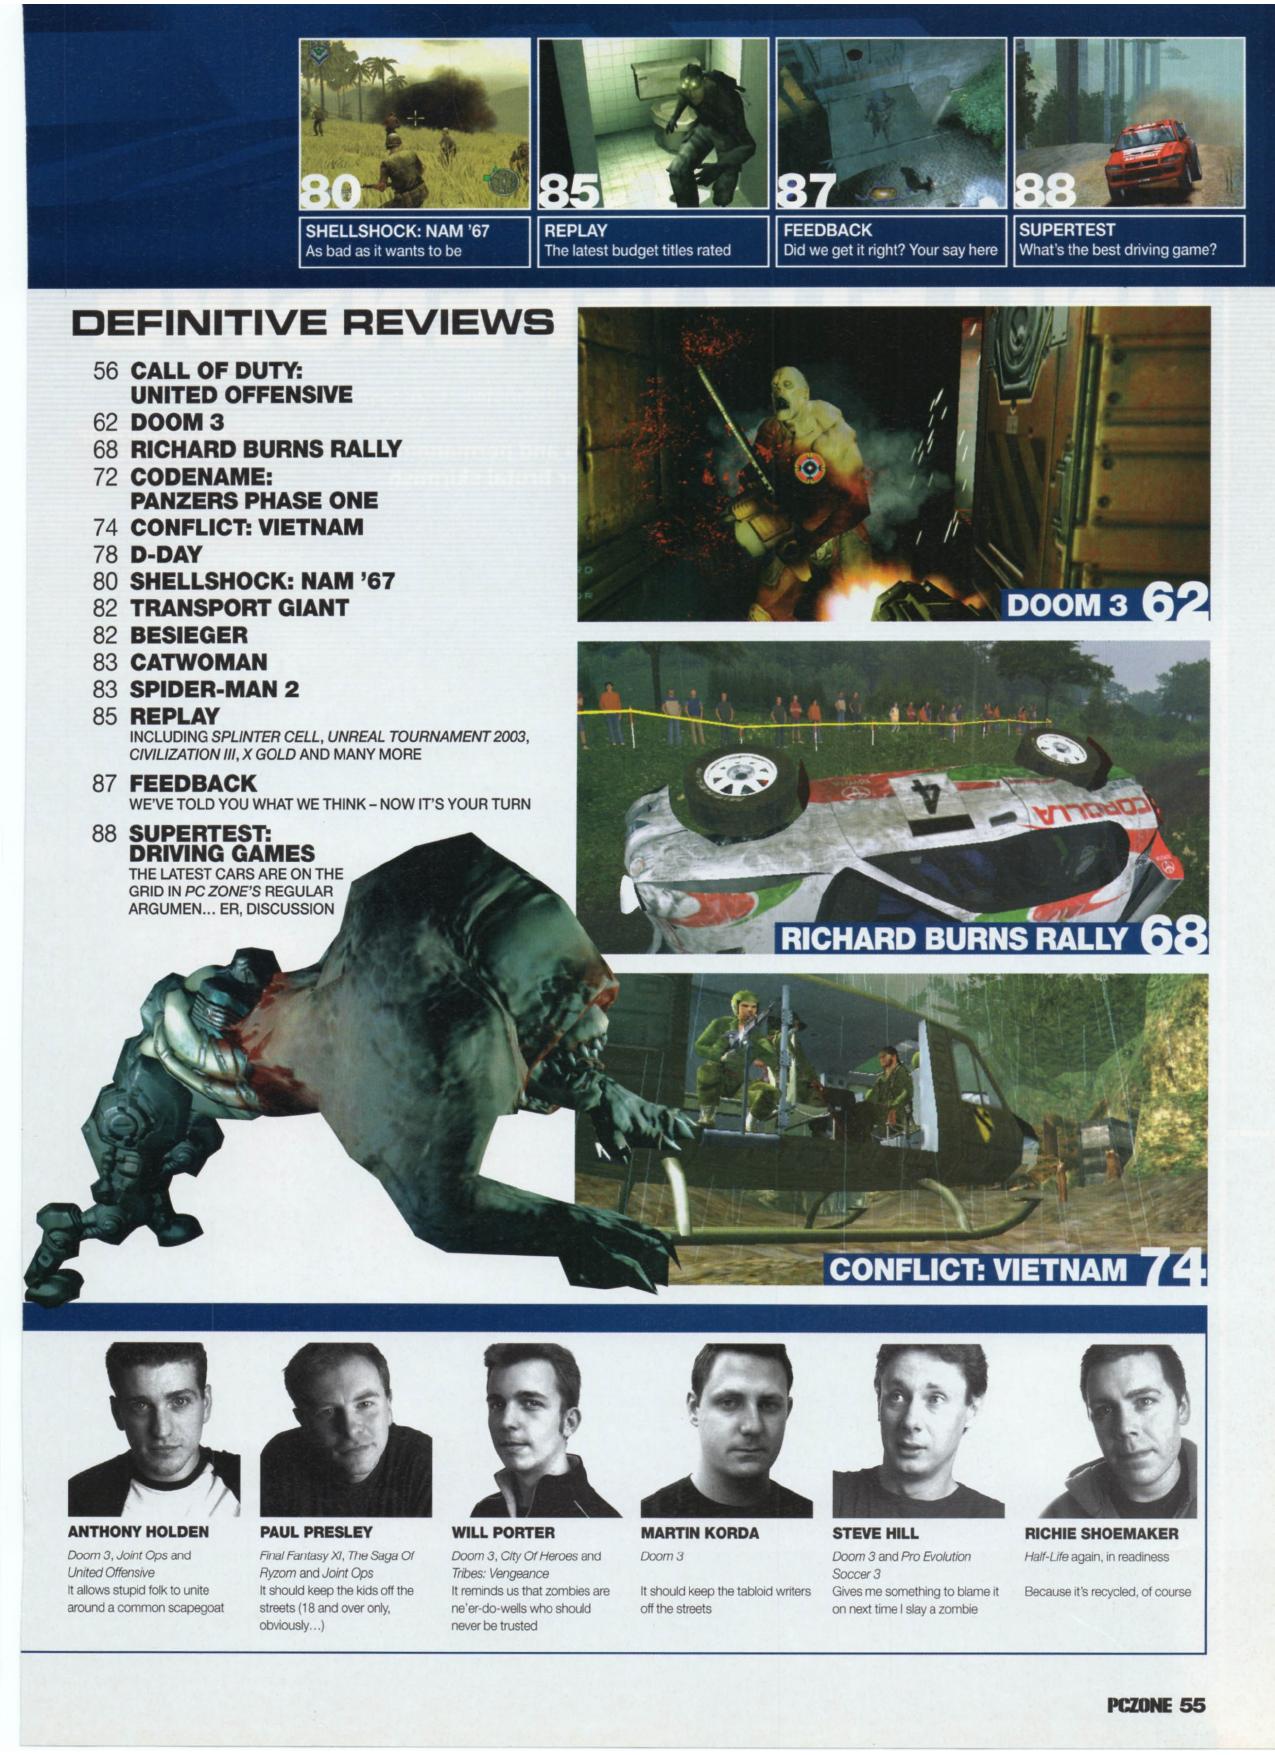 80
SHELLSHOCK: NAM '67
As bad as it wants to be
85
REPLAY
The latest budget titles rated
87
FEEDBACK
Did we get it right? Your say here
88
SUPERTEST
What's the best driving game?
DEFINITIVE REVIEWS
56 CALL OF DUTY:
UNITED OFFENSIVE
62 DOOM 3
68 RICHARD BURNS RALLY
72 CODENAME:
PANZERS PHASE ONE
74 CONFLICT: VIETNAM
78 D-DAY
80 SHELLSHOCK: NAM '67
82 TRANSPORT GIANT
82 BESIEGER
83 CATWOMAN
83 SPIDER-MAN 2
85 REPLAY
INCLUDING SPLINTER CELL, UNREAL TOURNAMENT 2003,
CIVILIZATION III, X GOLD AND MANY MORE
87 FEEDBACK
WE'VE TOLD YOU WHAT WE THINK – NOW IT'S YOUR TURN
88 SUPERTEST:
DRIVING GAMES
THE LATEST CARS ARE ON THE
GRID IN PC ZONE'S REGULAR
ARGUMEN... ER, DISCUSSION
DOOM 3 62
4
COROLLA
RICHARD BURNS RALLY 68
CONFLICT: VIETNAM 74
ANTHONY HOLDEN
Doom 3, Joint Ops and
United Offensive
It allows stupid folk to unite
around a common scapegoat
PAUL PRESLEY
Final Fantasy XI, The Saga Of
Ryzom and Joint Ops
It should keep the kids off the
streets (18 and over only,
obviously...)
WILL PORTER
Doom 3, City Of Heroes and
Tribes: Vengeance
It reminds us that zombies are
ne'er-do-wells who should
never be trusted
MARTIN KORDA
Doom 3
It should keep the tabloid writers
off the streets
STEVE HILL
Doom 3 and Pro Evolution
Soccer 3
Gives me something to blame it
on next time I slay a zombie
RICHIE SHOEMAKER
Half-Life again, in readiness
Because it's recycled, of course
PCZONE 55